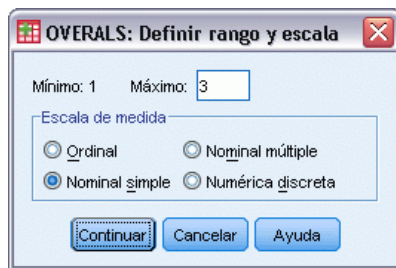 OVERALS: Definir rango y escala
Mínimo: 1 Máximo: 3
Escala de medida
Ordinal Nominal múltiple
Nominal simple Numérica discreta
Continuar Cancelar Ayuda